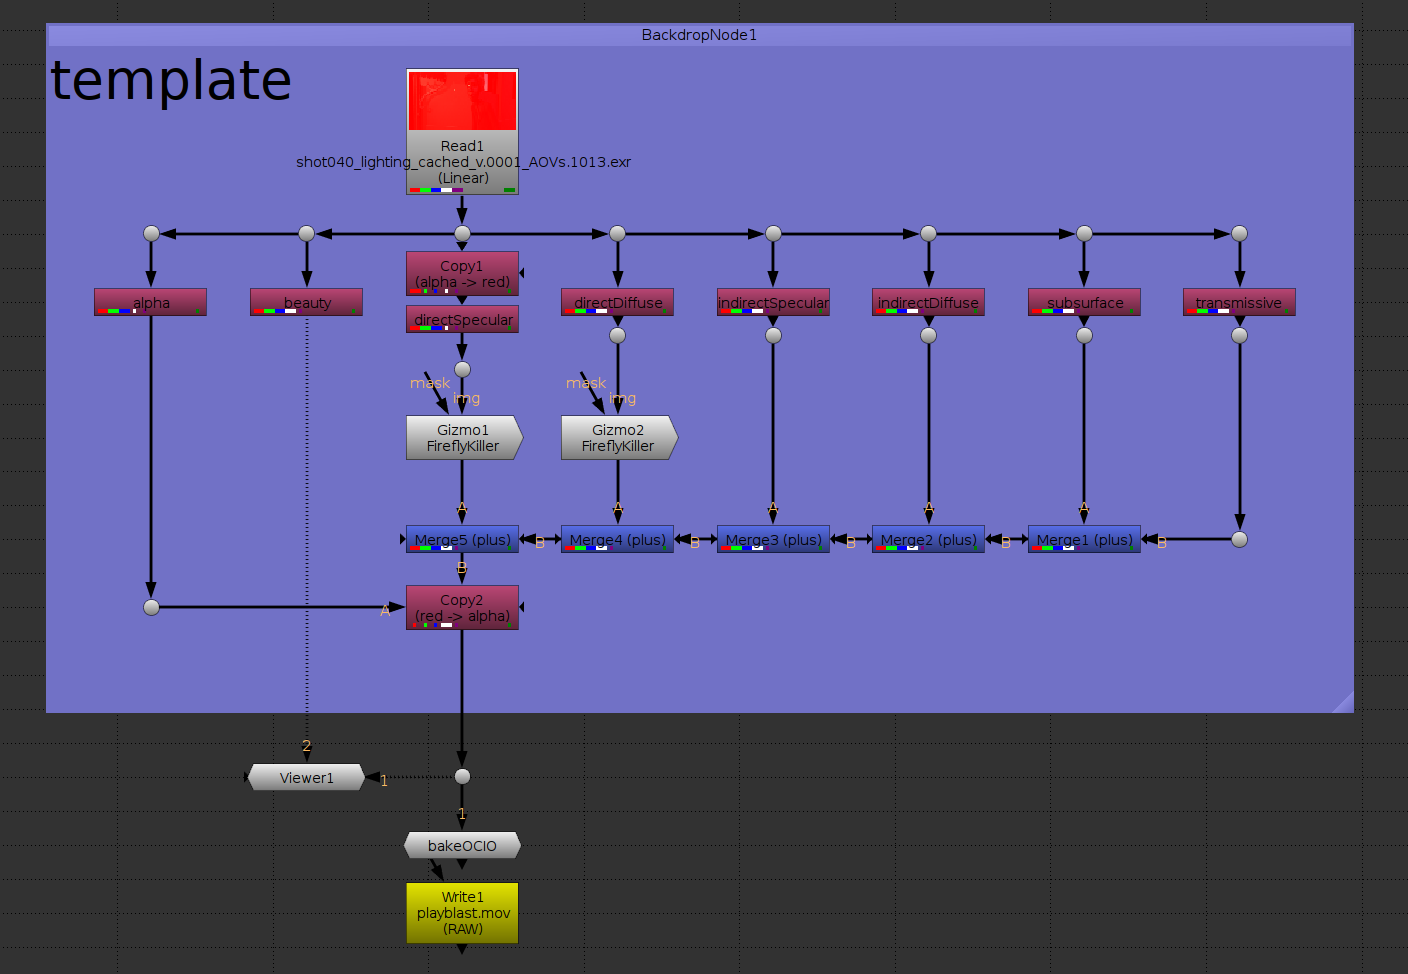 BackdropNode1
template
Read1
shot040_lighting_cached_v.0001_AOVs.1013.exr
(Linear)
Copy1
(alpha -> red)
alpha
beauty
directSpecular
directDiffuse
indirectSpecular
indirectDiffuse
subsurface
transmissive
mask
img
mask
img
Gizmo1
FireflyKiller
Gizmo2
FireflyKiller
A
A
A
A
A
Merge5 (plus)
B
Merge4 (plus)
B
Merge3 (plus)
B
Merge2 (plus)
B
Merge1 (plus)
B
B
A
Copy2
(red -> alpha)
2
Viewer1
1
1
bakeOCIO
Write1
playblast.mov
(RAW)